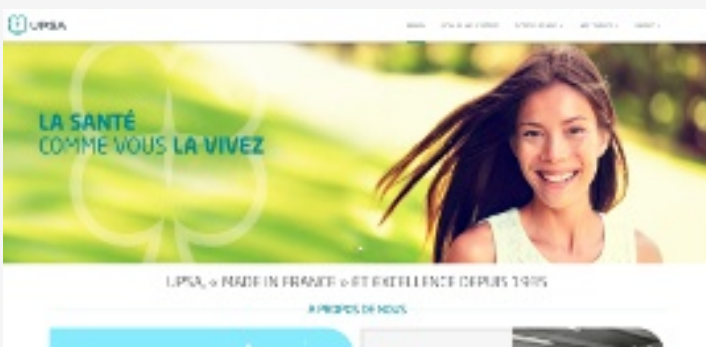 UPSA
LA SANTÉ
COMME VOUS LA VIVEZ
UPSA, « MADE IN FRANCE » ET EXCELLENCE DEPUIS 1935
A PROPOS DE NOUS